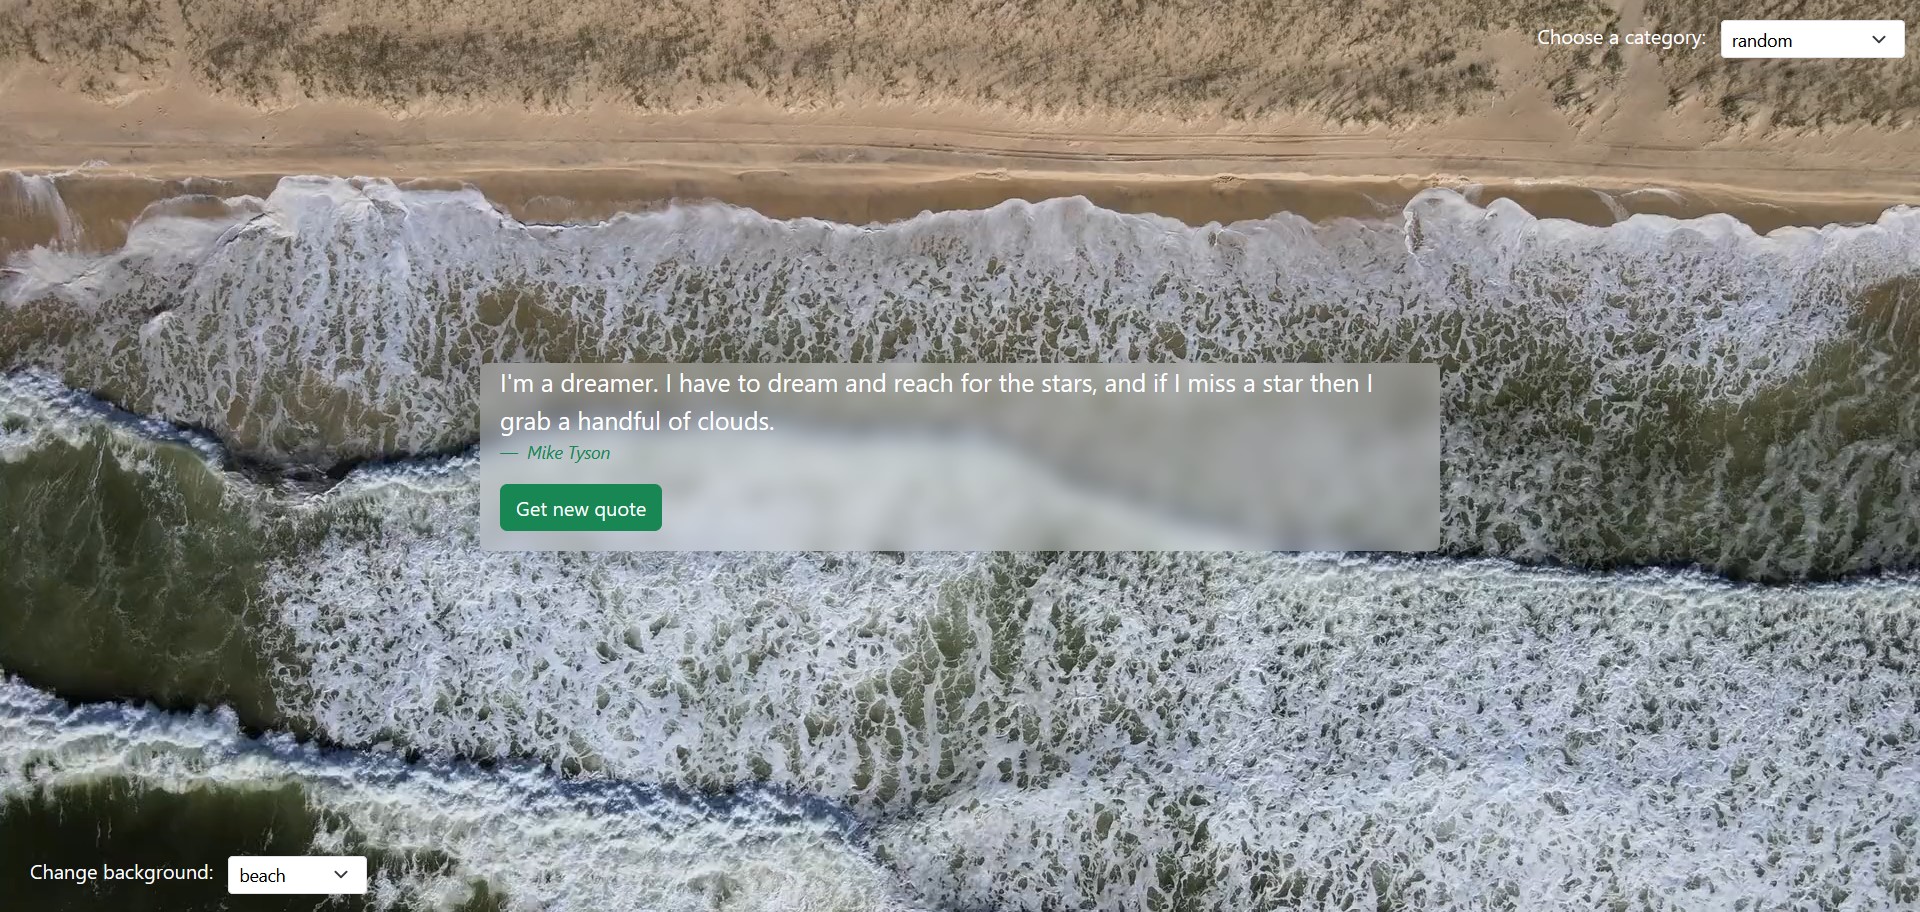 Choose a category: random
I'm a dreamer. I have to dream and reach for the stars, and if I miss a star then I
grab a handful of clouds.
— Mike Tyson
Get new quote
Change background: beach